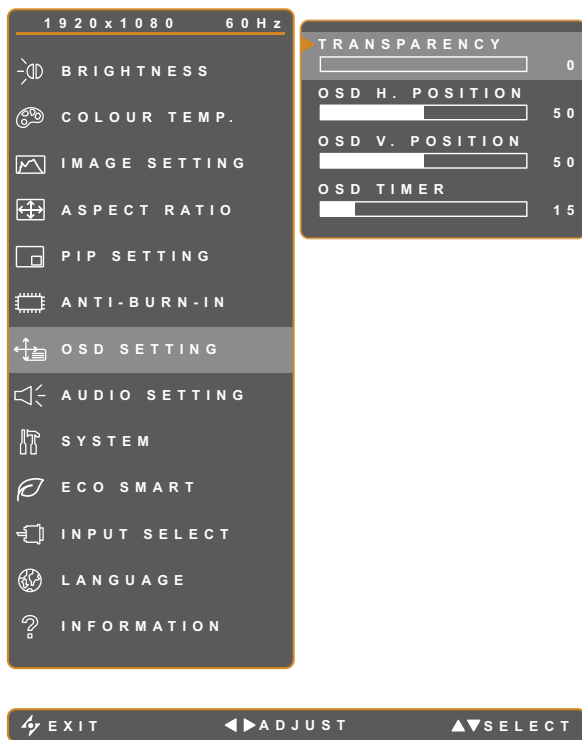 1920x1080 60Hz
BRIGHTNESS
COLOUR TEMP.
IMAGE SETTING
ASPECT RATIO
PIP SETTING
ANTI-BURN-IN
OSD SETTING
AUDIO SETTING
SYSTEM
ECO SMART
INPUT SELECT
LANGUAGE
INFORMATION
TRANSPARENCY
0
OSD H. POSITION
50
OSD V. POSITION
50
OSD TIMER
15
EXIT ADJUST SELECT